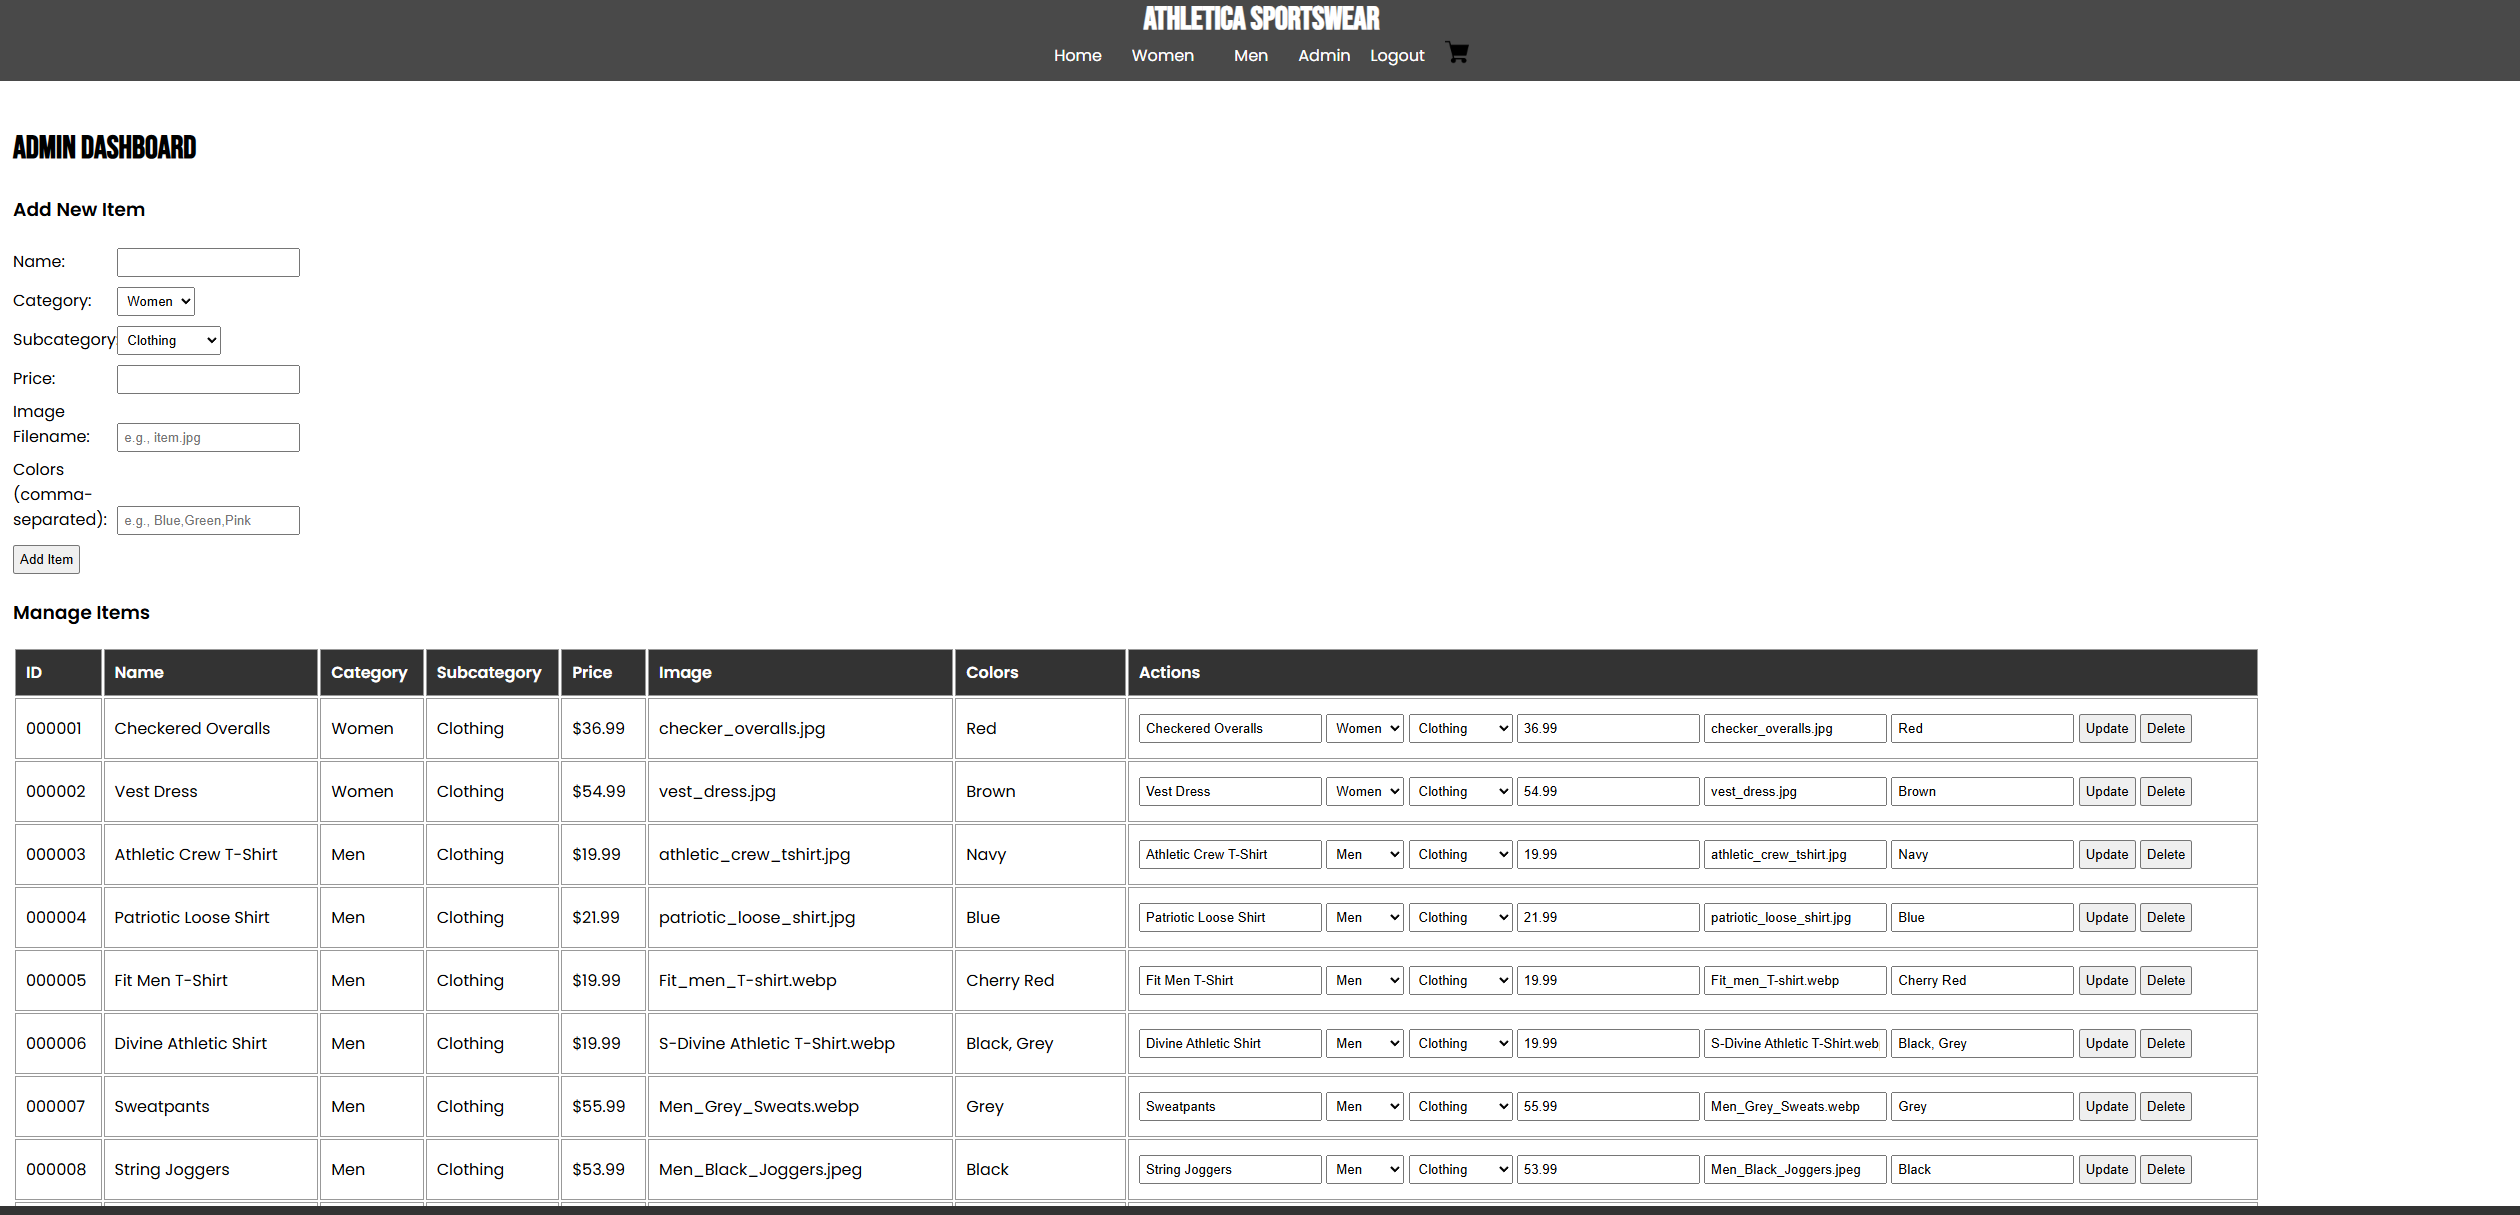 ATHLETICA SPORTSWEAR
Home Women Men Admin Logout
ADMIN DASHBOARD
Add New Item
Name:
Category: Women
Subcategory: Clothing
Price:
Image
Filename: e.g., item.jpg
Colors
(comma-
separated): e.g., Blue,Green,Pink
Add Item
Manage Items
ID Name Category Subcategory Price Image Colors Actions
000001 Checkered Overalls Women Clothing $36.99 checker_overalls.jpg Red Checkered Overalls Women Clothing 36.99 checker_overalls.jpg Red Update Delete
000002 Vest Dress Women Clothing $54.99 vest_dress.jpg Brown Vest Dress Women Clothing 54.99 vest_dress.jpg Brown Update Delete
000003 Athletic Crew T-Shirt Men Clothing $19.99 athletic_crew_tshirt.jpg Navy Athletic Crew T-Shirt Men Clothing 19.99 athletic_crew_tshirt.jpg Navy Update Delete
000004 Patriotic Loose Shirt Men Clothing $21.99 patriotic_loose_shirt.jpg Blue Patriotic Loose Shirt Men Clothing 21.99 patriotic_loose_shirt.jpg Blue Update Delete
000005 Fit Men T-Shirt Men Clothing $19.99 Fit_men_T-shirt.webp Cherry Red Fit Men T-Shirt Men Clothing 19.99 Fit_men_T-shirt.webp Cherry Red Update Delete
000006 Divine Athletic Shirt Men Clothing $19.99 S-Divine Athletic T-Shirt.webp Black, Grey Divine Athletic Shirt Men Clothing 19.99 S-Divine Athletic T-Shirt.web Black, Grey Update Delete
000007 Sweatpants Men Clothing $55.99 Men_Grey_Sweats.webp Grey Sweatpants Men Clothing 55.99 Men_Grey_Sweats.webp Grey Update Delete
000008 String Joggers Men Clothing $53.99 Men_Black_Joggers.jpeg Black String Joggers Men Clothing 53.99 Men_Black_Joggers.jpeg Black Update Delete